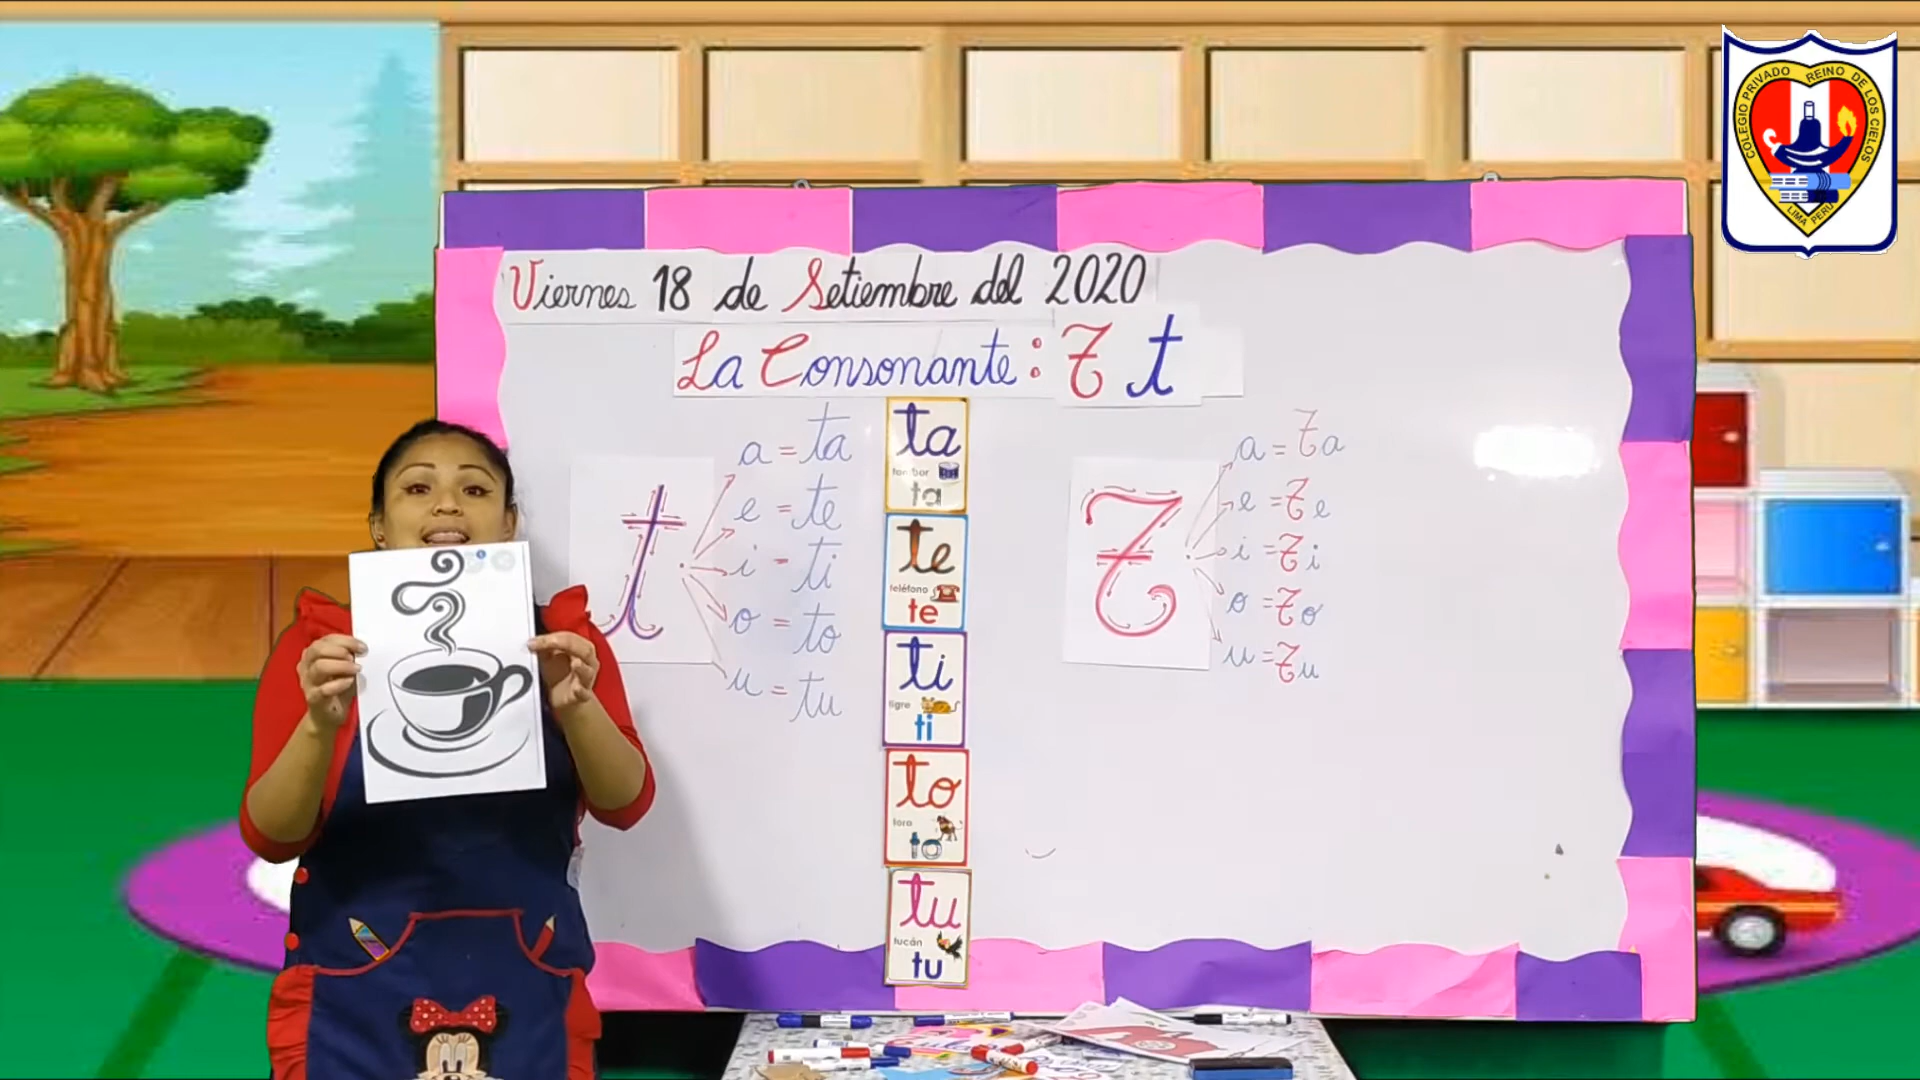 COLEGIO PRIVADO REINO DE LOS CIELOS
LIMA PERÚ
Viernes 18 de Setiembre del 2020
La Consonante: T t
t
a = ta
e = te
i - ti
o = to
u = tu
ta
tambor
ta
te
teléfono
te
ti
tigre
ti
to
toro
to
tu
tucán
tu
T
a = Ta
e = Te
i = Ti
o = To
u = Tu